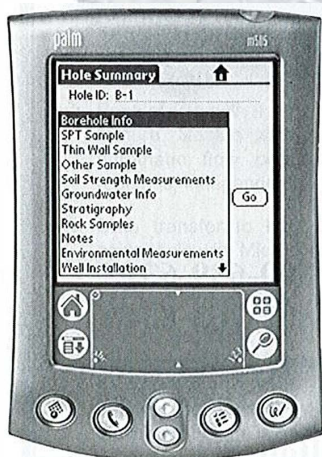 palm
m515
Hole Summary
Hole ID: B-1
Borehole Info
SPT Sample
Thin Wall Sample
Other Sample
Soil Strength Measurements
Groundwater Info
Go
Stratigraphy
Rock Samples
Notes
Environmental Measurements
Well Installation